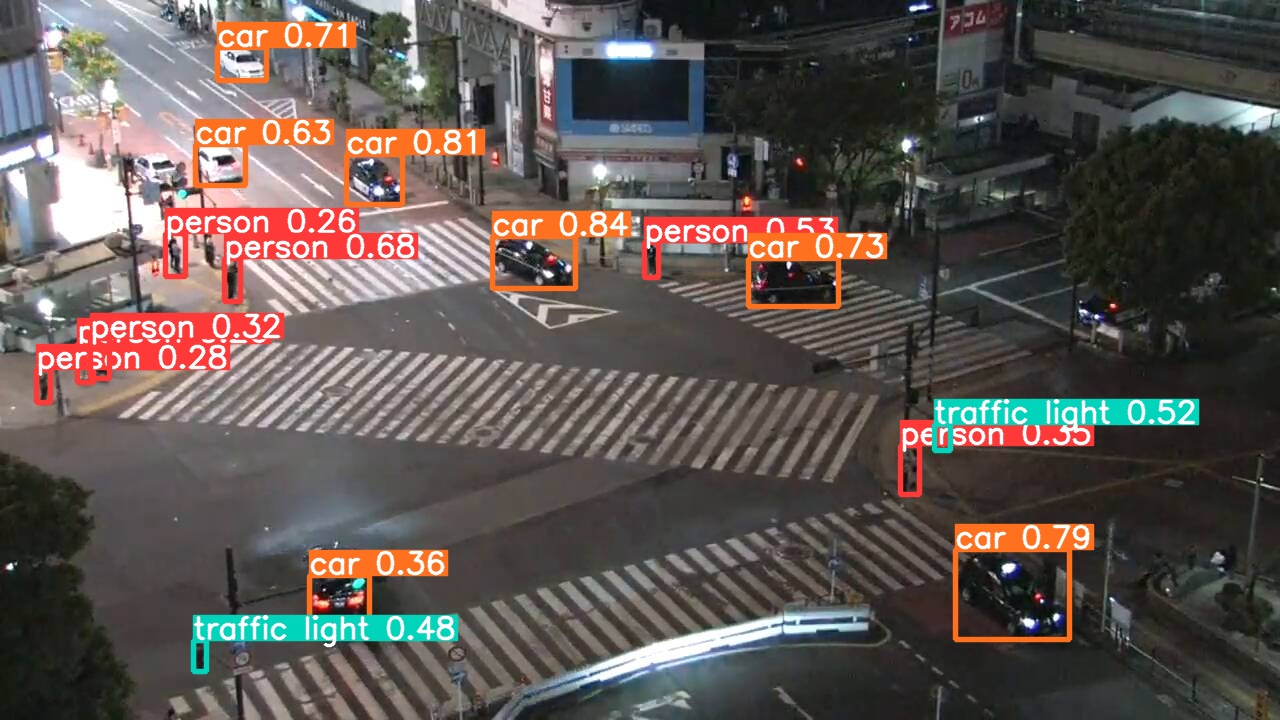 car 0.71
AMERICAN EAGLE
アコム
car 0.63
car 0.81
person 0.26
person 0.68
car 0.84
person 0.53
car 0.73
person 0.32
person 0.28
traffic light 0.52
person 0.35
car 0.79
car 0.36
traffic light 0.48